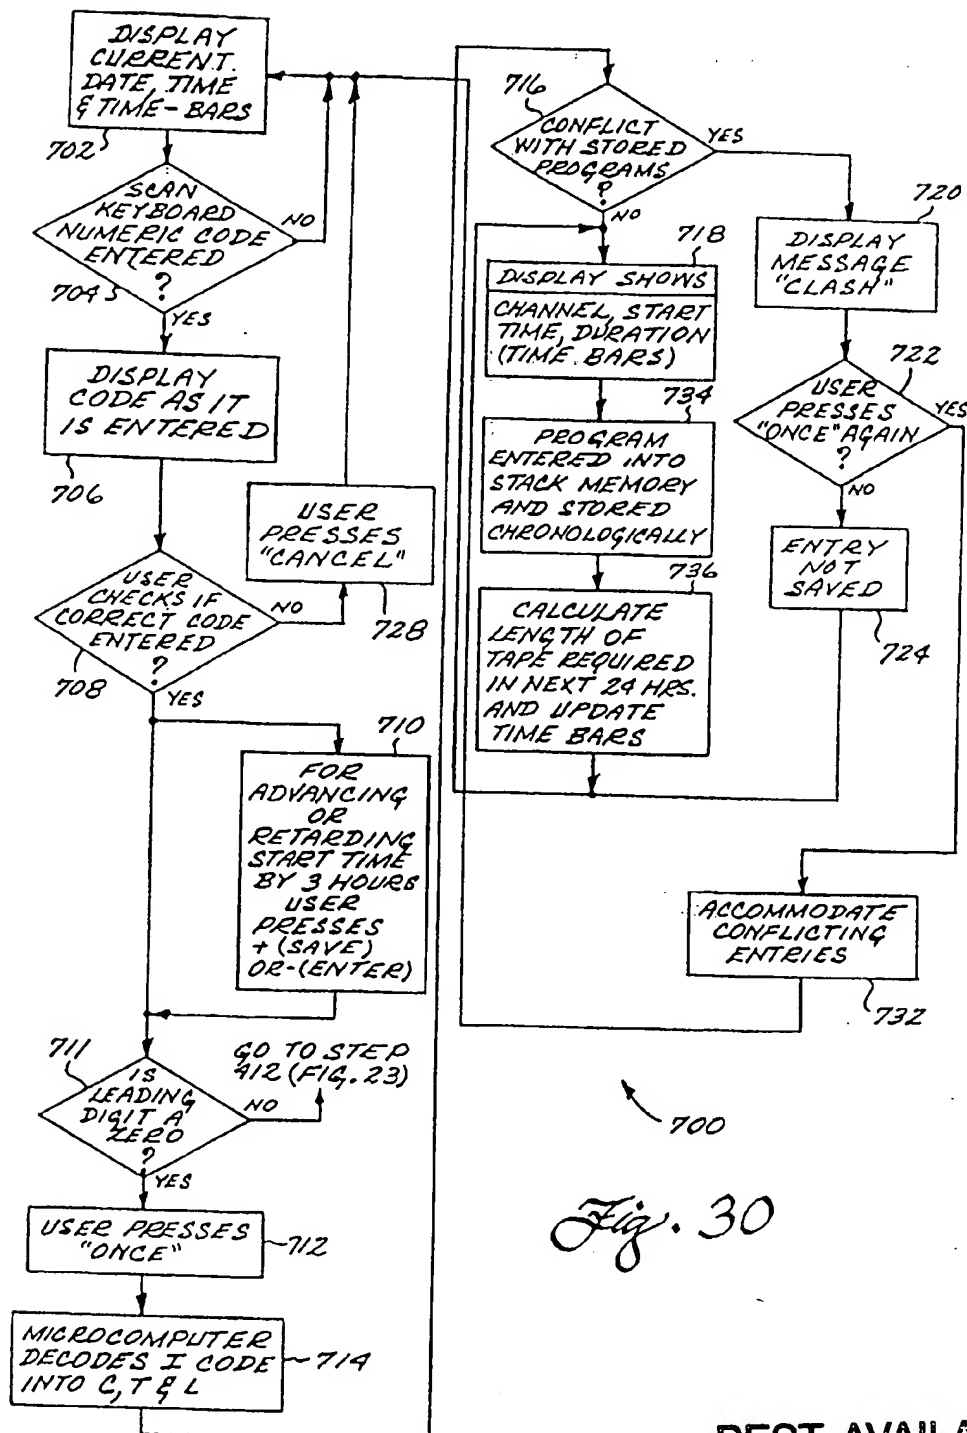 DISPLAY
CURRENT.
DATE, TIME
& TIME-BARS
702
SCAN
KEYBOARD
NUMERIC CODE
ENTERED
?
NO
704
YES
DISPLAY
CODE AS IT
IS ENTERED
706
USER
PRESSES
"CANCEL"
728
USER
CHECKS IF
CORRECT CODE
ENTERED
?
NO
708
YES
710
FOR
ADVANCING
OR
RETARDING
START TIME
BY 3 HOURS
USER
PRESSES
+ (SAVE)
OR-(ENTER)
711
IS
LEADING
DIGIT A
ZERO
?
NO
GO TO STEP
412 (FIG. 23)
YES
USER PRESSES
"ONCE"
712
MICROCOMPUTER
DECODES I CODE
INTO C, T & L
714
716
CONFLICT
WITH STORED
PROGRAMS
?
YES
NO
718
DISPLAY SHOWS
CHANNEL, START
TIME, DURATION
(TIME. BARS)
734
PROGRAM
ENTERED INTO
STACK MEMORY
AND STORED
CHRONOLOGICALLY
736
CALCULATE
LENGTH OF
TAPE REQUIRED
IN NEXT 24 HRS.
AND UPDATE
TIME BARS
720
DISPLAY
MESSAGE
"CLASH"
722
USER
PRESSES
"ONCE" AGAIN
?
YES
NO
ENTRY
NOT
SAVED
724
ACCOMMODATE
CONFLICTING
ENTRIES
732
700
Fig. 30